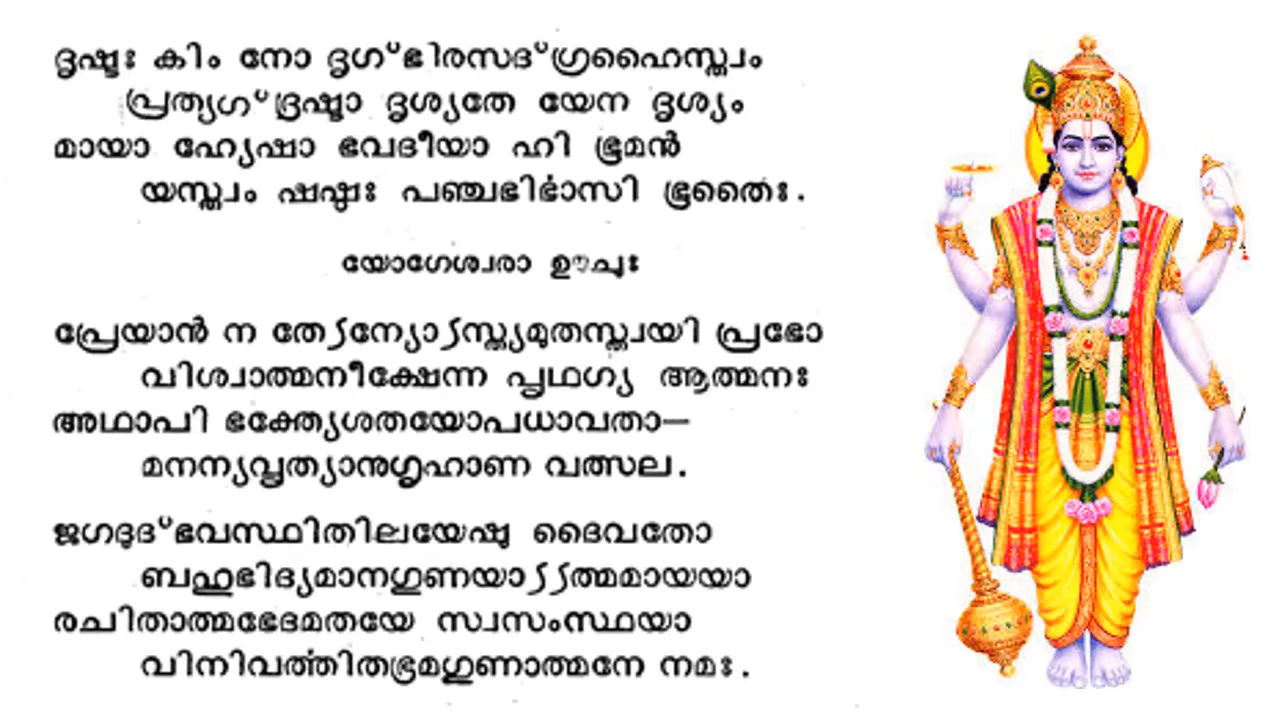 ദൃഷ്ടഃ കിം നോ ദൃഗ്ഭിരസദ്ഗ്രഹൈസ്ത്വം
പ്രത്യഗ് ദ്രഷ്ടാ ദൃശ്യതേ യേന ദൃശ്യം
മായാ ഹ്യേഷാ ഭവദീയാ ഹി ഭൂമൻ
യസ്ത്വം ഷഷ്ഠഃ പഞ്ചഭിർഭാസി ഭൂതൈഃ.
യോഗേശ്വരാ ഊചുഃ
പ്രേയാൻ ന തേഽന്യോഽസ്ത്യമുതസ്ത്വയി പ്രഭോ
വിശ്വാത്മനീക്ഷേന്ന പൃഥഗ്യ ആത്മനഃ
അഥാപി ഭക്ത്യേശതയോപധാവതാ—
മനന്യവൃത്യാനുഗൃഹാണ വത്സല.
ജഗദുദ്ഭവസ്ഥിതിലയേഷു ദൈവതോ
ബഹുഭിദ്യമാനഗുണയാഽഽത്മമായയാ
രചിതാത്മഭേദമതയേ സ്വസംസ്ഥയാ
വിനിവർത്തിതഭ്രമഗുണാത്മനേ നമഃ.